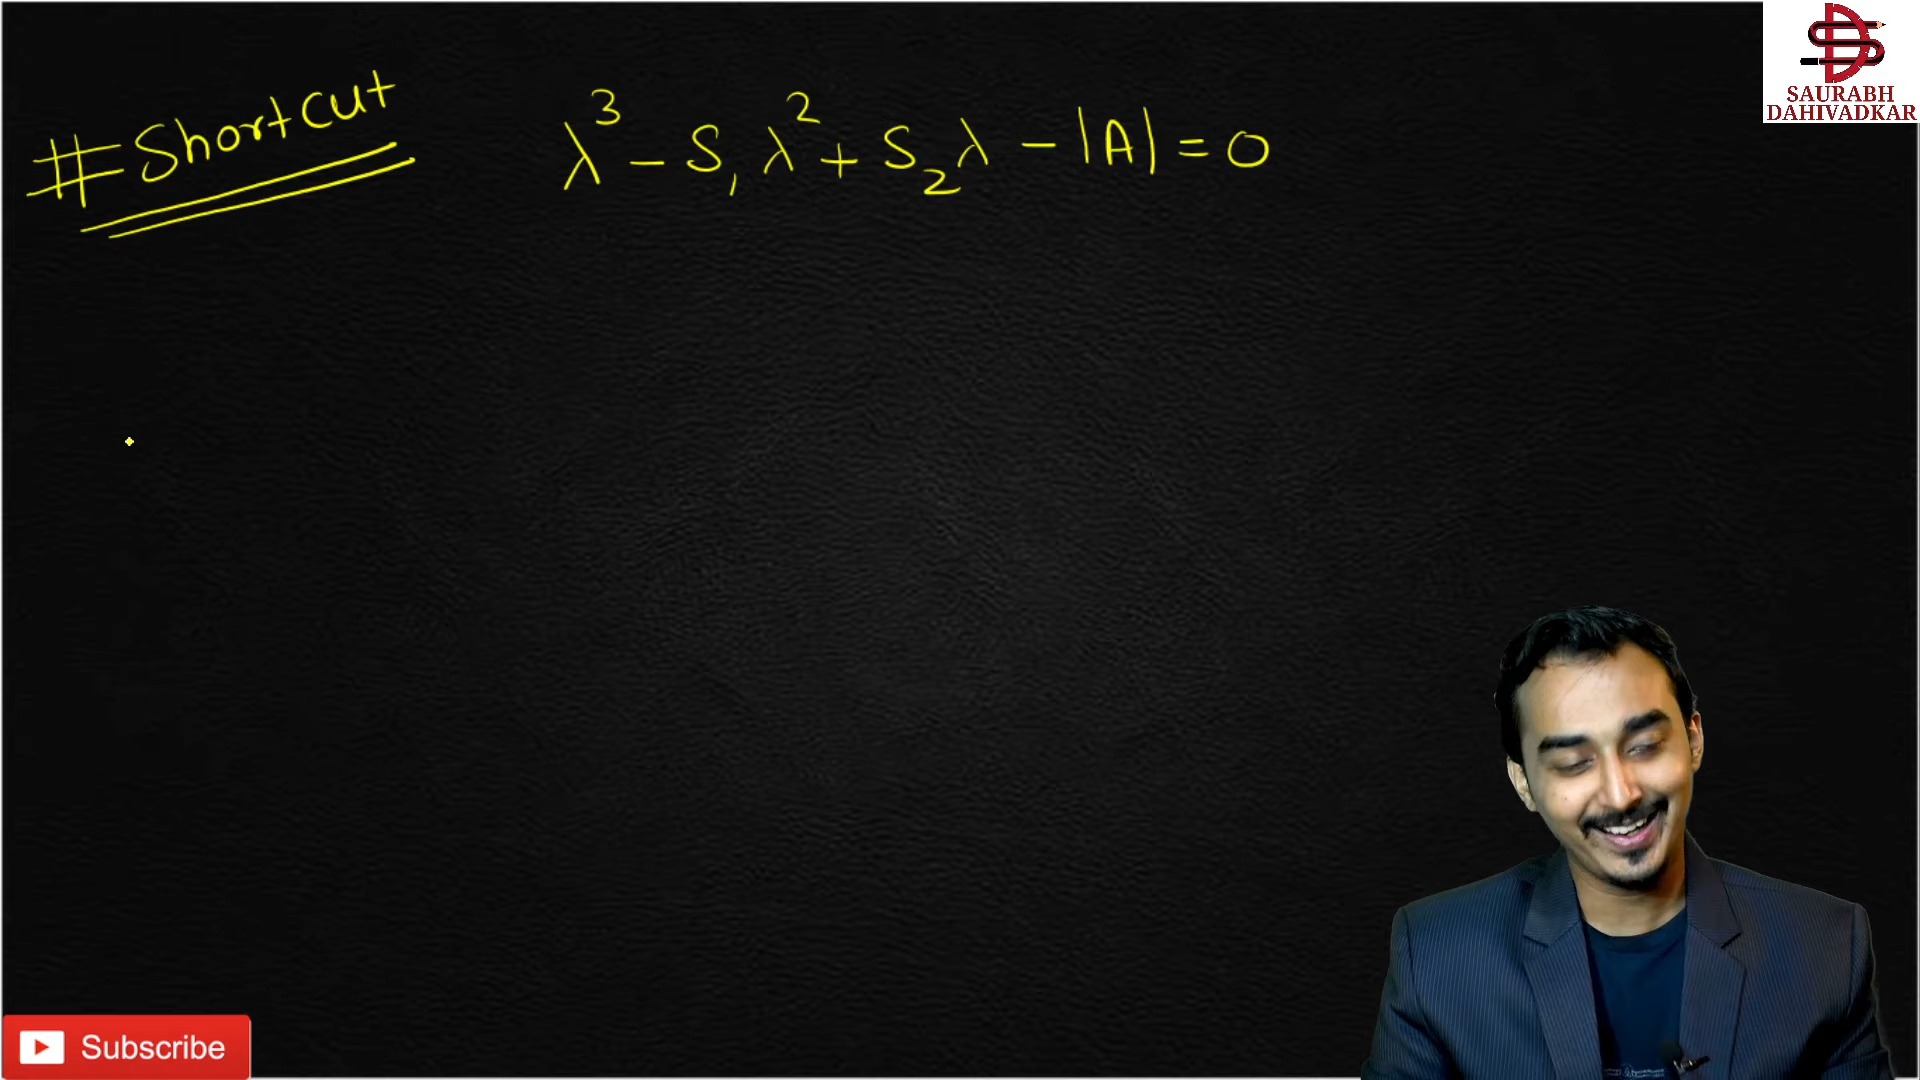 #Shortcut
λ³ - S₁λ² + S₂λ - |A| = 0
SAURABH
DAHIVADKAR
Subscribe